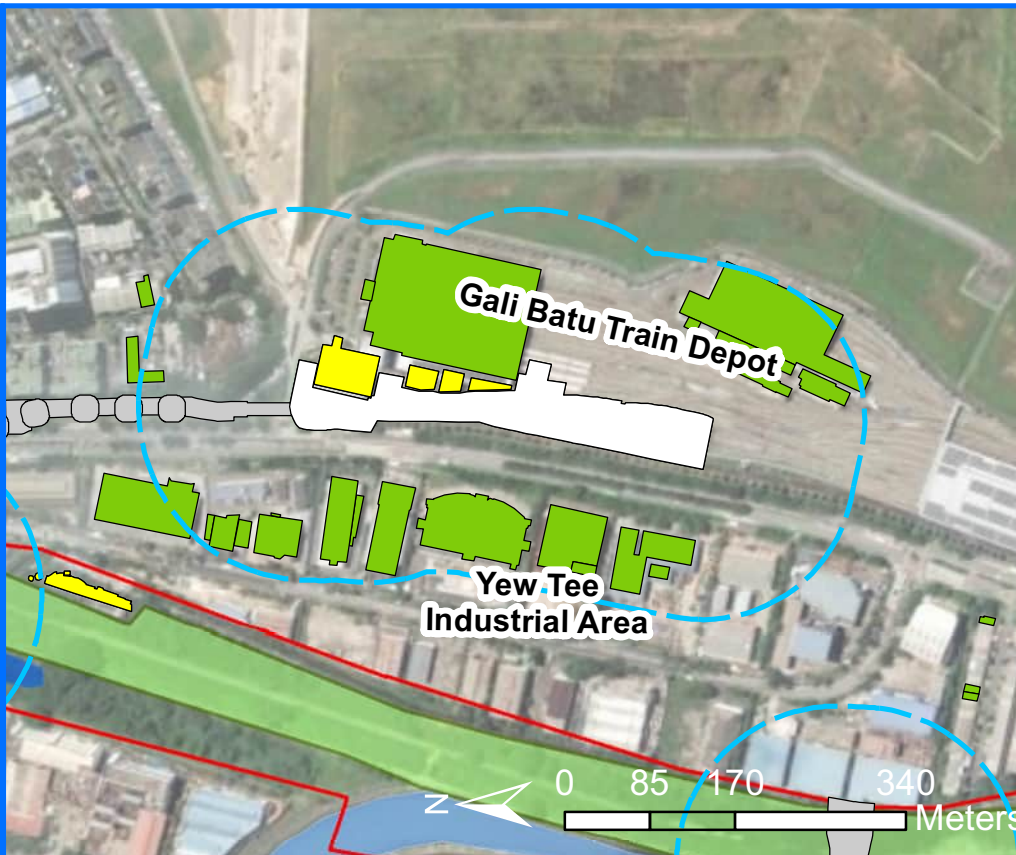 Gali Batu Train Depot
Yew Tee
Industrial Area
N
0 85 170 340
Meters